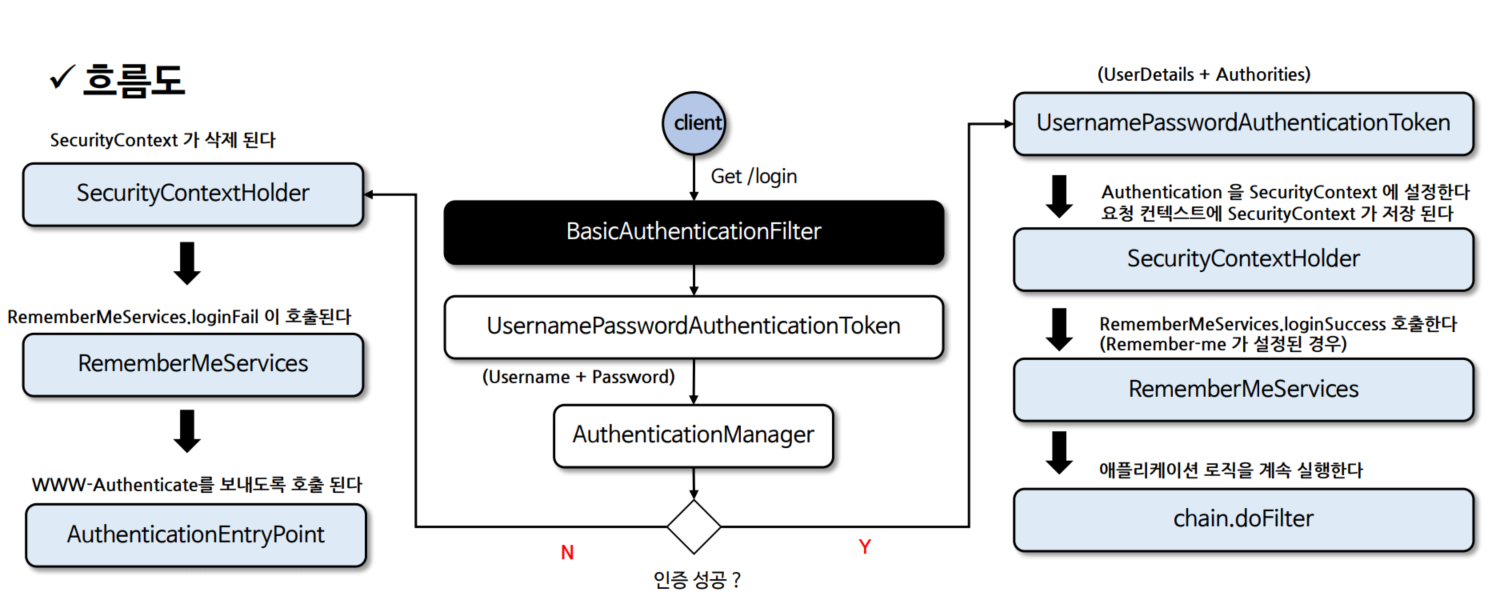 ✓ 흐름도
SecurityContext 가 삭제 된다
SecurityContextHolder
RememberMeServices.loginFail 이 호출된다
RememberMeServices
WWW-Authenticate를 보내도록 호출 된다
AuthenticationEntryPoint
client
Get /login
BasicAuthenticationFilter
UsernamePasswordAuthenticationToken
(Username + Password)
AuthenticationManager
N
Y
인증 성공 ?
(UserDetails + Authorities)
UsernamePasswordAuthenticationToken
Authentication 을 SecurityContext 에 설정한다
요청 컨텍스트에 SecurityContext 가 저장 된다
SecurityContextHolder
RememberMeServices.loginSuccess 호출한다
(Remember-me 가 설정된 경우)
RememberMeServices
애플리케이션 로직을 계속 실행한다
chain.doFilter